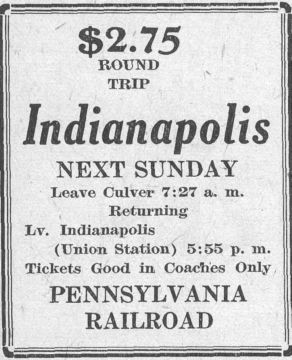 $2.75
ROUND
TRIP
Indianapolis
NEXT SUNDAY
Leave Culver 7:27 a. m.
Returning
Lv. Indianapolis
(Union Station) 5:55 p. m.
Tickets Good in Coaches Only
PENNSYLVANIA
RAILROAD